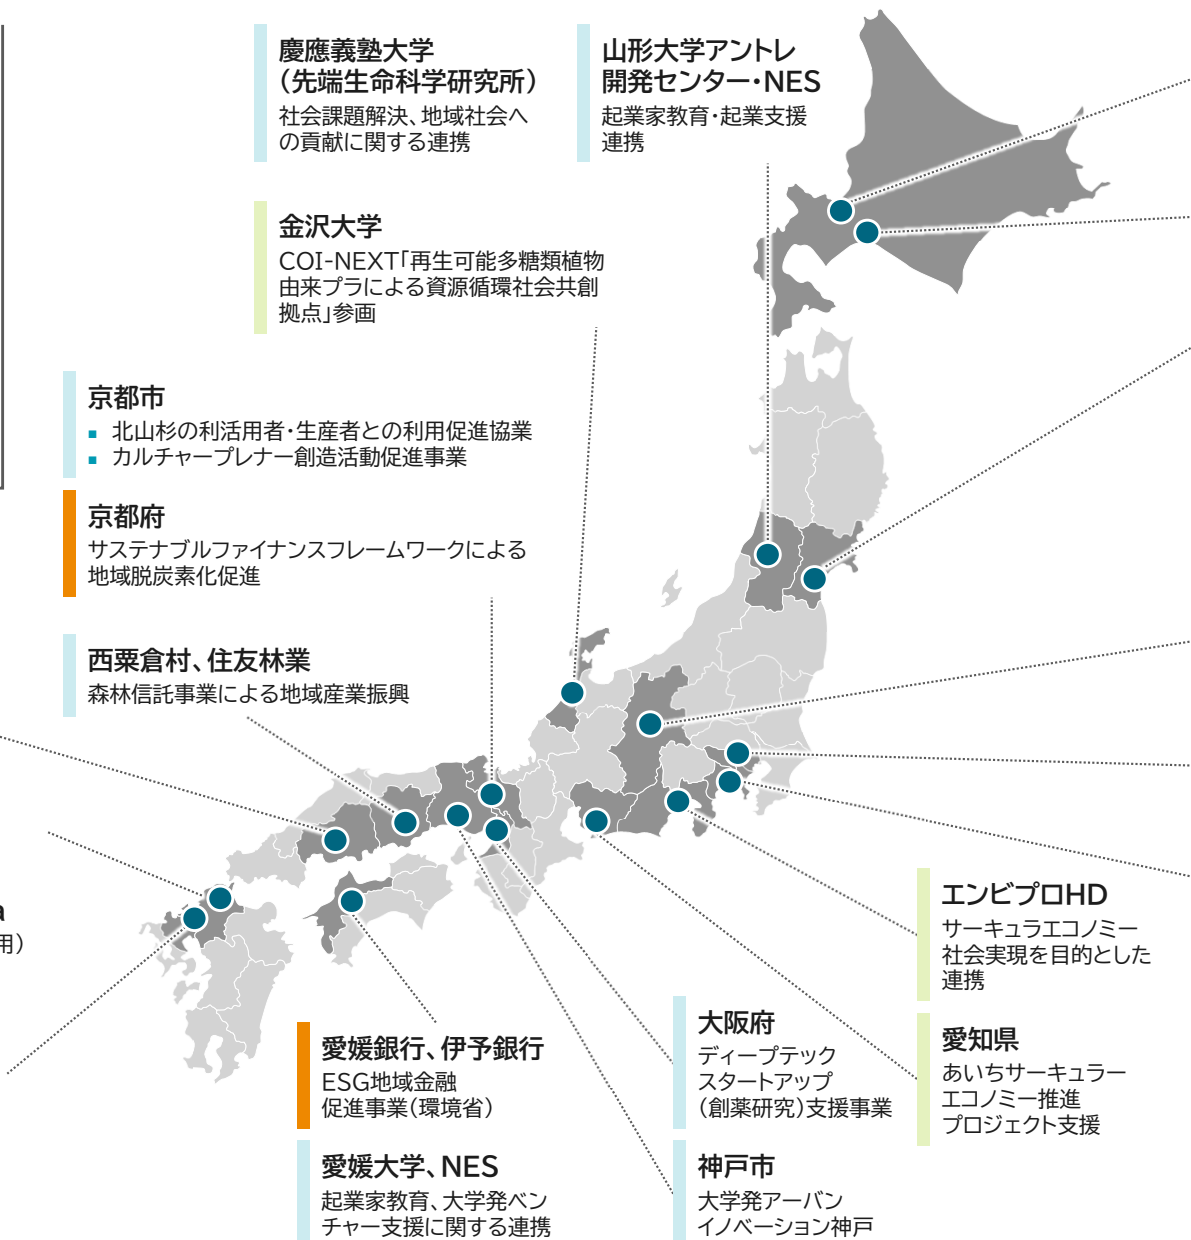 慶應義塾大学
（先端生命科学研究所）
社会課題解決、地域社会へ
の貢献に関する連携
山形大学アントレ
開発センター・NES
起業家教育・起業支援
連携
金沢大学
COI-NEXT「再生可能多糖類植物
由来プラによる資源循環社会共創
拠点」参画
京都市
▪ 北山杉の利活用者・生産者との利用促進協業
▪ カルチャープレナー創造活動促進事業
京都府
サステナブルファイナンスフレームワークによる
地域脱炭素化促進
西粟倉村、住友林業
森林信託事業による地域産業振興
a
用）
エンビプロHD
サーキュラエコノミー
社会実現を目的とした
連携
愛知県
あいちサーキュラー
エコノミー推進
プロジェクト支援
大阪府
ディープテック
スタートアップ
（創薬研究）支援事業
神戸市
大学発アーバン
イノベーション神戸
愛媛銀行、伊予銀行
ESG地域金融
促進事業（環境省）
愛媛大学、NES
起業家教育、大学発ベン
チャー支援に関する連携